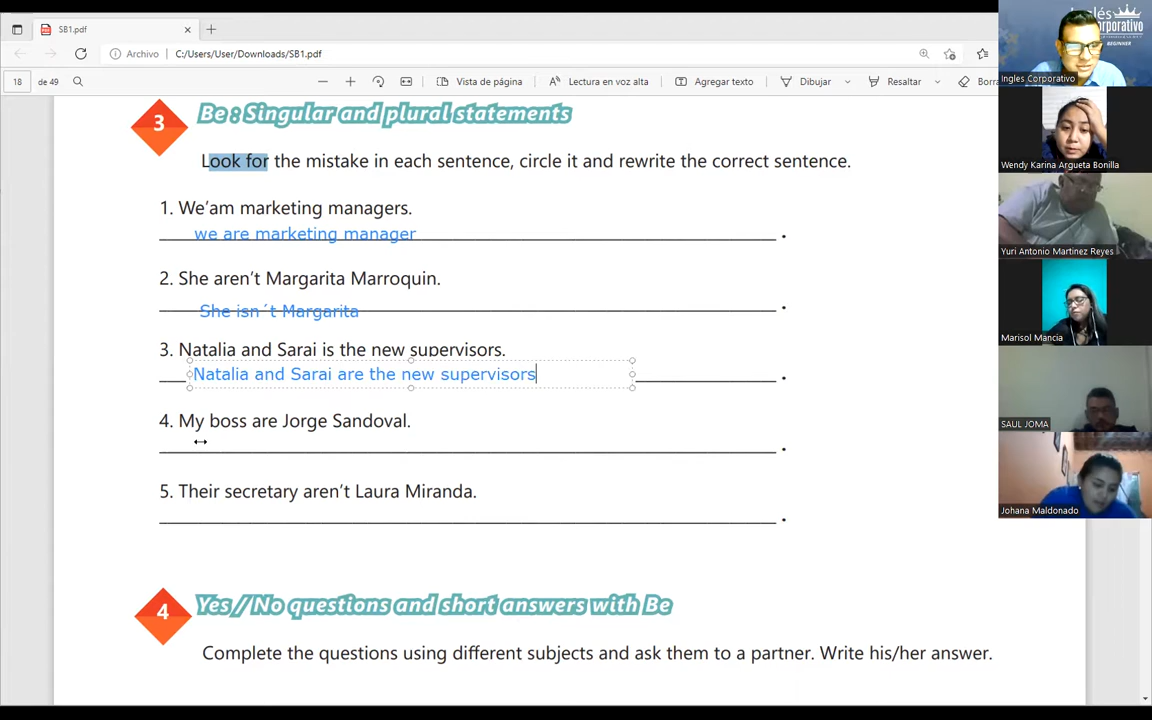 SB1.pdf
Archivo C:/Users/User/Downloads/SB1.pdf
18 de 49 Vista de página Lectura en voz alta Agregar texto Dibujar Resaltar Borra
3 Be : Singular and plural statements
Look for the mistake in each sentence, circle it and rewrite the correct sentence.
1. We'am marketing managers.
we are marketing manager
2. She aren't Margarita Marroquin.
She isn´t Margarita
3. Natalia and Sarai is the new supervisors.
Natalia and Sarai are the new supervisors
4. My boss are Jorge Sandoval.
5. Their secretary aren't Laura Miranda.
4 Yes / No questions and short answers with Be
Complete the questions using different subjects and ask them to a partner. Write his/her answer.
BEGINNER
Ingles Corporativo
Wendy Karina Argueta Bonilla
Yuri Antonio Martinez Reyes
Marisol Mancia
SAUL JOMA
Johana Maldonado